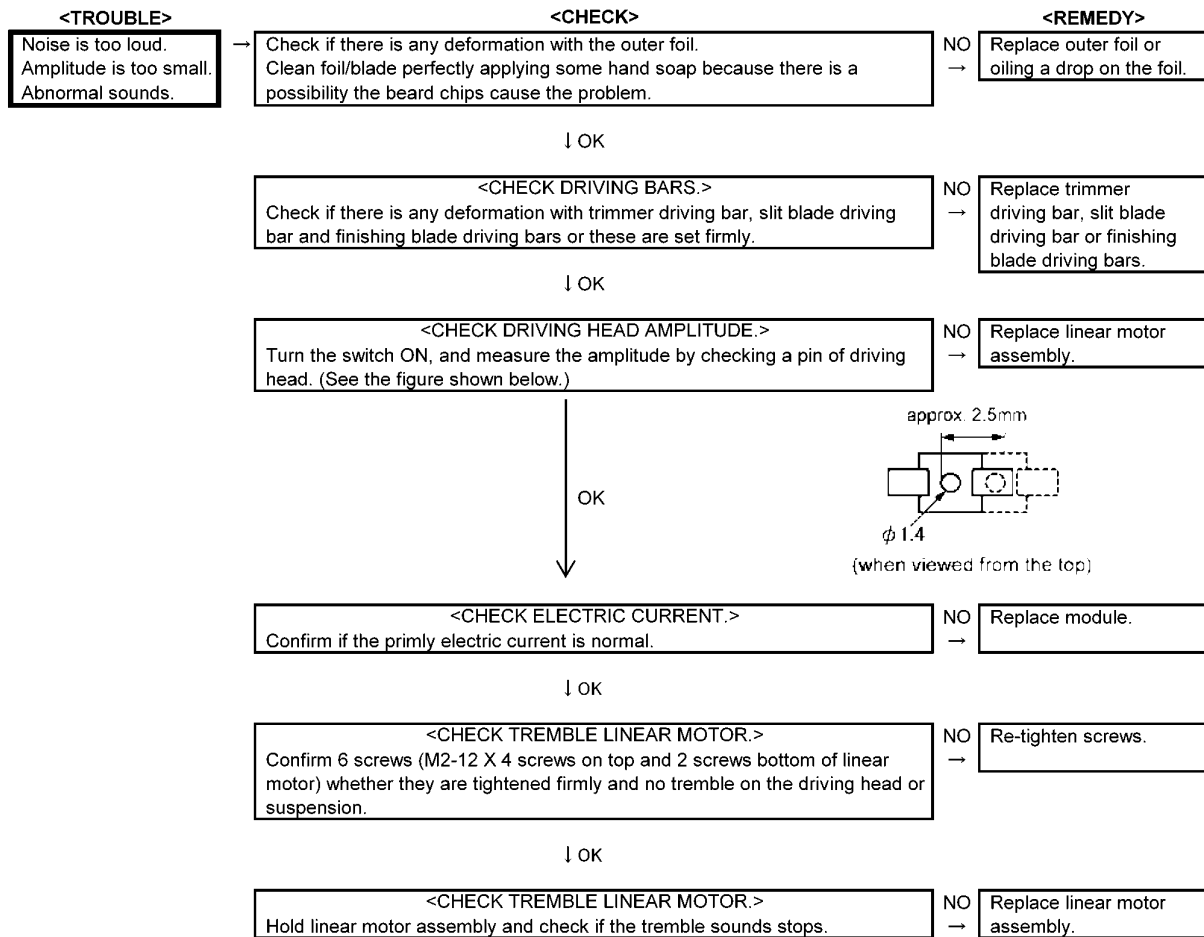 <TROUBLE>
<CHECK>
<REMEDY>
Noise is too loud.
Amplitude is too small.
Abnormal sounds.
→
Check if there is any deformation with the outer foil.
Clean foil/blade perfectly applying some hand soap because there is a
possibility the beard chips cause the problem.
NO
→
Replace outer foil or
oiling a drop on the foil.
↓ OK
<CHECK DRIVING BARS.>
Check if there is any deformation with trimmer driving bar, slit blade driving
bar and finishing blade driving bars or these are set firmly.
NO
→
Replace trimmer
driving bar, slit blade
driving bar or finishing
blade driving bars.
↓ OK
<CHECK DRIVING HEAD AMPLITUDE.>
Turn the switch ON, and measure the amplitude by checking a pin of driving
head. (See the figure shown below.)
NO
→
Replace linear motor
assembly.
OK
approx. 2.5mm
ϕ 1.4
(when viewed from the top)
<CHECK ELECTRIC CURRENT.>
Confirm if the primly electric current is normal.
NO
→
Replace module.
↓ OK
<CHECK TREMBLE LINEAR MOTOR.>
Confirm 6 screws (M2-12 X 4 screws on top and 2 screws bottom of linear
motor) whether they are tightened firmly and no tremble on the driving head or
suspension.
NO
→
Re-tighten screws.
↓ OK
<CHECK TREMBLE LINEAR MOTOR.>
Hold linear motor assembly and check if the tremble sounds stops.
NO
→
Replace linear motor
assembly.